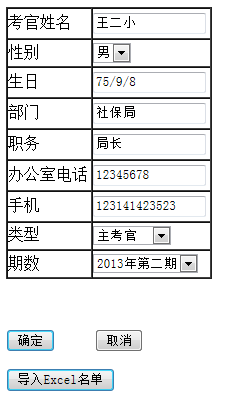 考官姓名 王二小
性别 男
生日 75/9/8
部门 社保局
职务 局长
办公室电话 12345678
手机 123141423523
类型 主考官
期数 2013年第二期
确定 取消
导入Excel名单